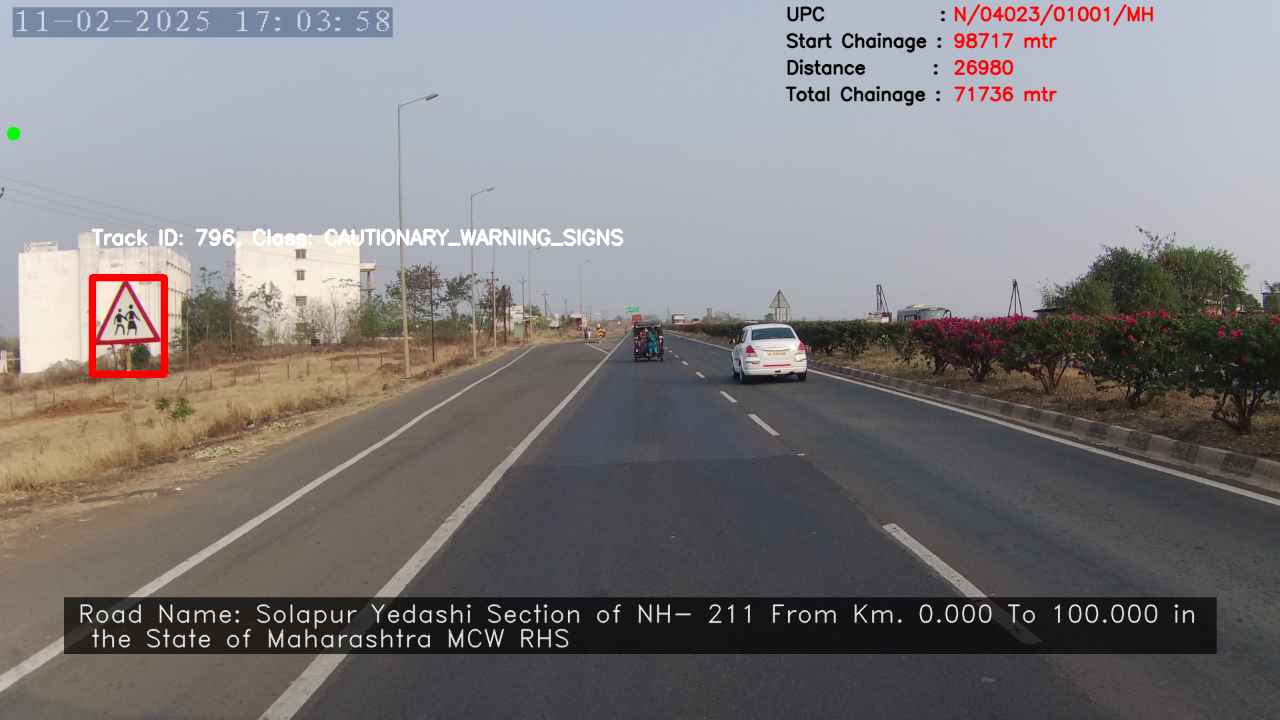 11-02-2025 17:03:58
UPC : N/04023/01001/MH
Start Chainage : 98717 mtr
Distance : 26980
Total Chainage : 71736 mtr
Track ID: 796, Class: CAUTIONARY_WARNING_SIGNS
Road Name: Solapur Yedashi Section of NH- 211 From Km. 0.000 To 100.000 in
the State of Maharashtra MCW RHS